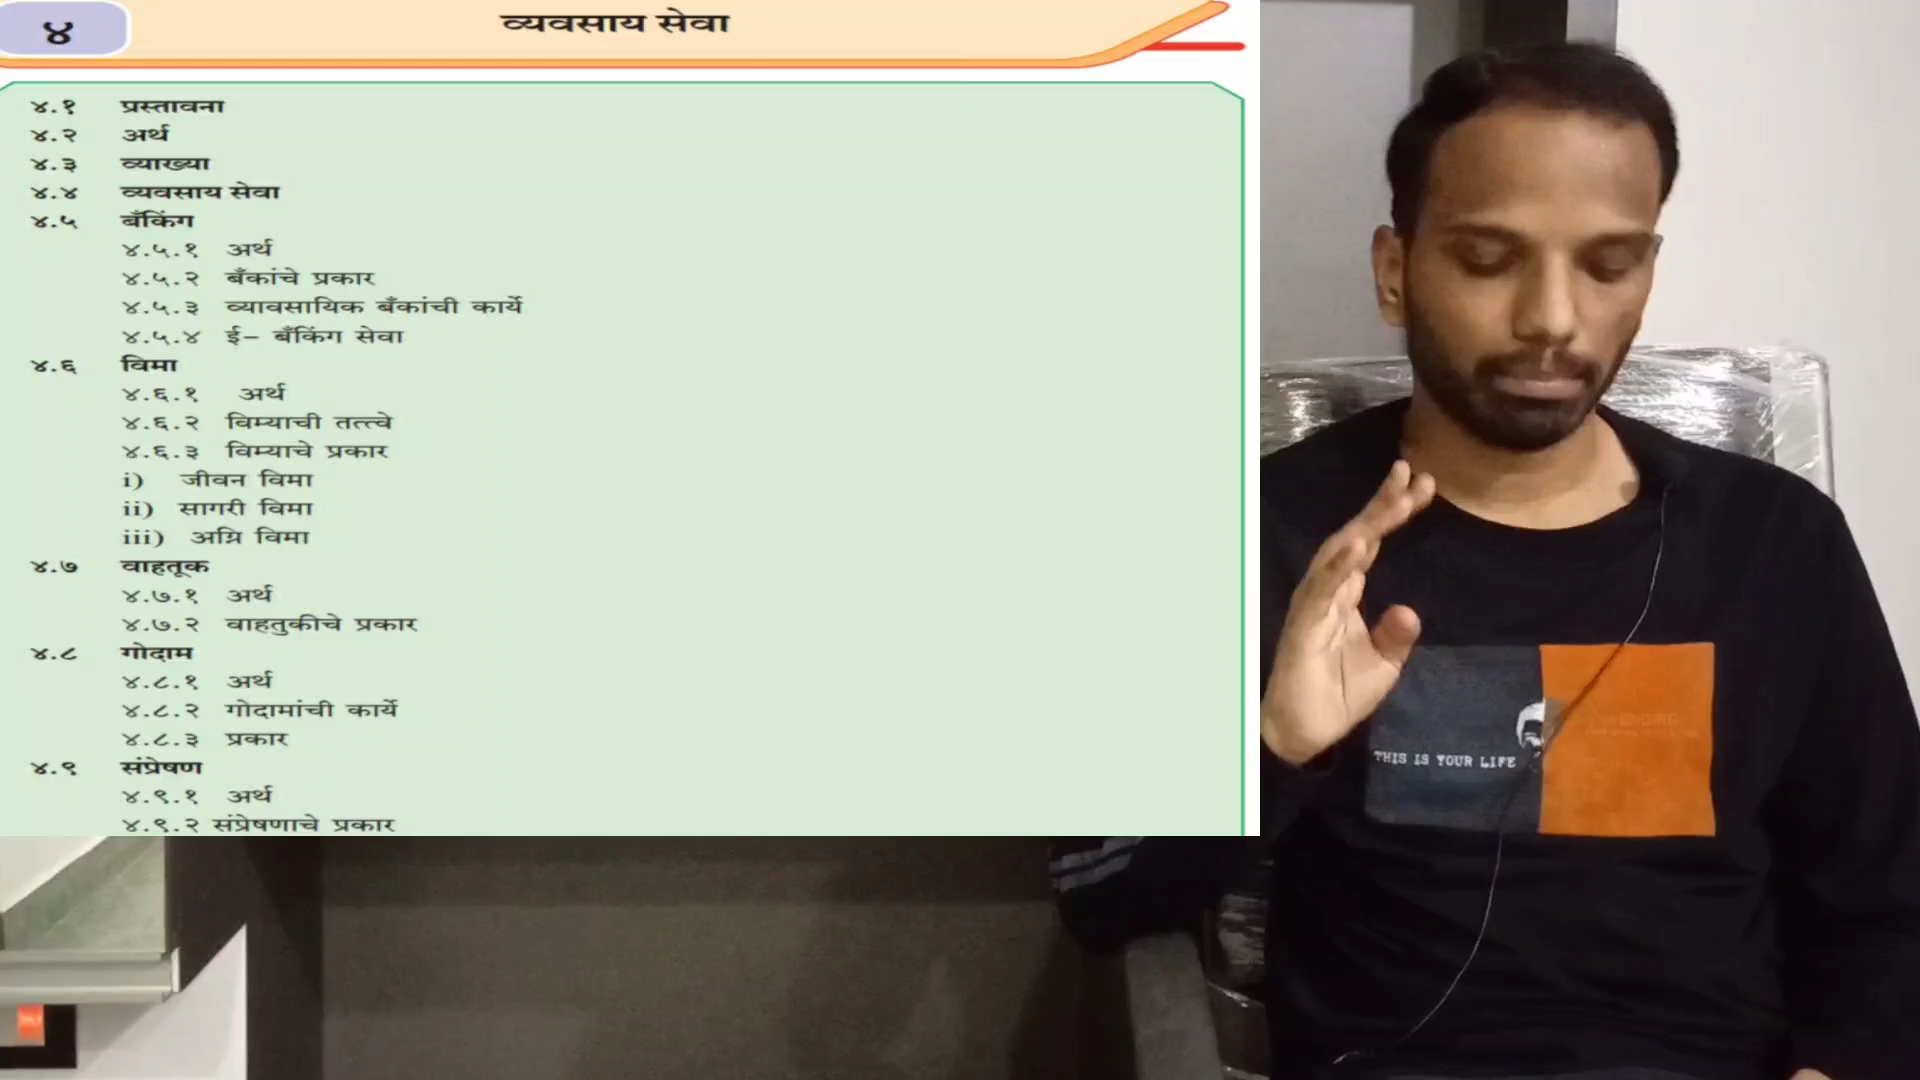 ४
व्यवसाय सेवा
४.१ प्रस्तावना
४.२ अर्थ
४.३ व्याख्या
४.४ व्यवसाय सेवा
४.५ बँकिंग
४.५.१ अर्थ
४.५.२ बँकांचे प्रकार
४.५.३ व्यावसायिक बँकांची कार्ये
४.५.४ ई- बँकिंग सेवा
४.६ विमा
४.६.१ अर्थ
४.६.२ विम्याची तत्त्वे
४.६.३ विम्याचे प्रकार
i) जीवन विमा
ii) सागरी विमा
iii) अग्नि विमा
४.७ वाहतूक
४.७.१ अर्थ
४.७.२ वाहतुकीचे प्रकार
४.८ गोदाम
४.८.१ अर्थ
४.८.२ गोदामांची कार्ये
४.८.३ प्रकार
४.९ संप्रेषण
४.९.१ अर्थ
४.९.२ संप्रेषणाचे प्रकार
THIS IS YOUR LIFE